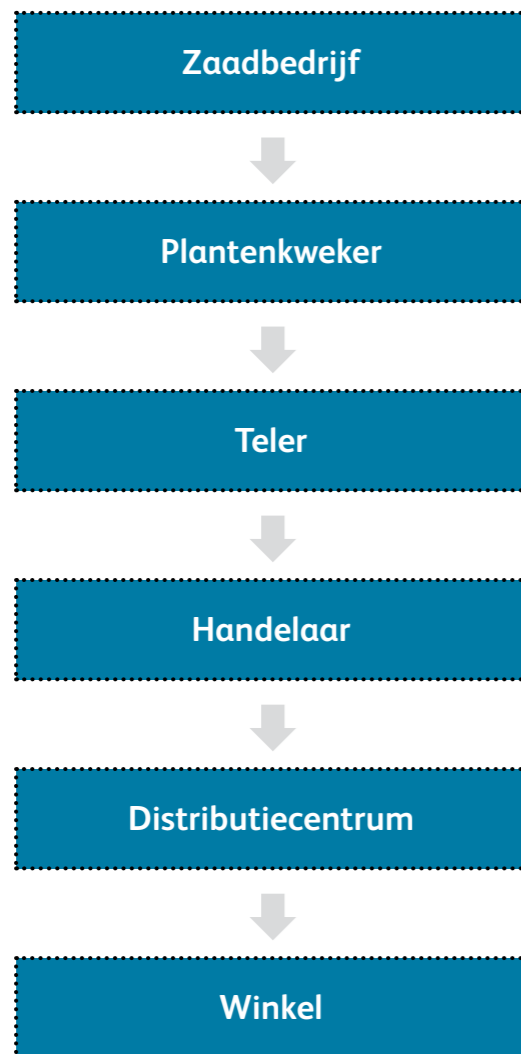 Zaadbedrijf
Plantenkweker
Teler
Handelaar
Distributiecentrum
Winkel